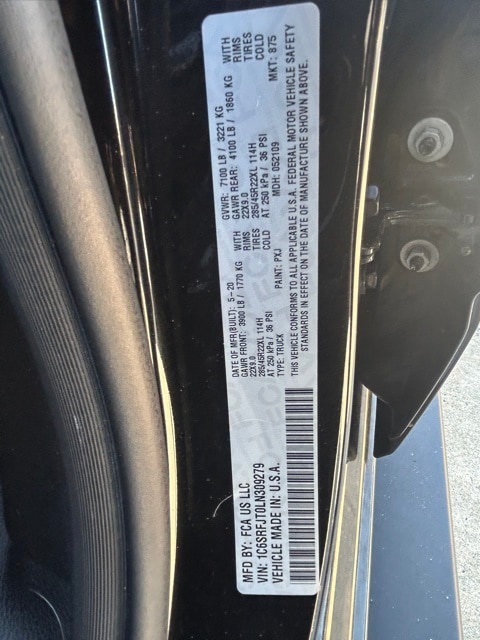 MFD BY: FCA US LLC
DATE OF MFR(BUILT): 5-20
GVWR: 7100 LB / 3221 KG
GAWR FRONT: 3900 LB / 1770 KG WITH
GAWR REAR: 4100 LB / 1860 KG WITH
22X9.0 RIMS
22X9.0 RIMS
285/45R22XL 114H TIRES
285/45R22XL 114H TIRES
AT 250 kPa / 36 PSI COLD
AT 250 kPa / 36 PSI COLD
VIN: 1C6SRFJT0LN309279
TYPE: TRUCK
PAINT: PXJ
MDH: 052109
MKT: 875
VEHICLE MADE IN: U.S.A.
THIS VEHICLE CONFORMS TO ALL APPLICABLE U.S.A. FEDERAL MOTOR VEHICLE SAFETY
STANDARDS IN EFFECT ON THE DATE OF MANUFACTURE SHOWN ABOVE.